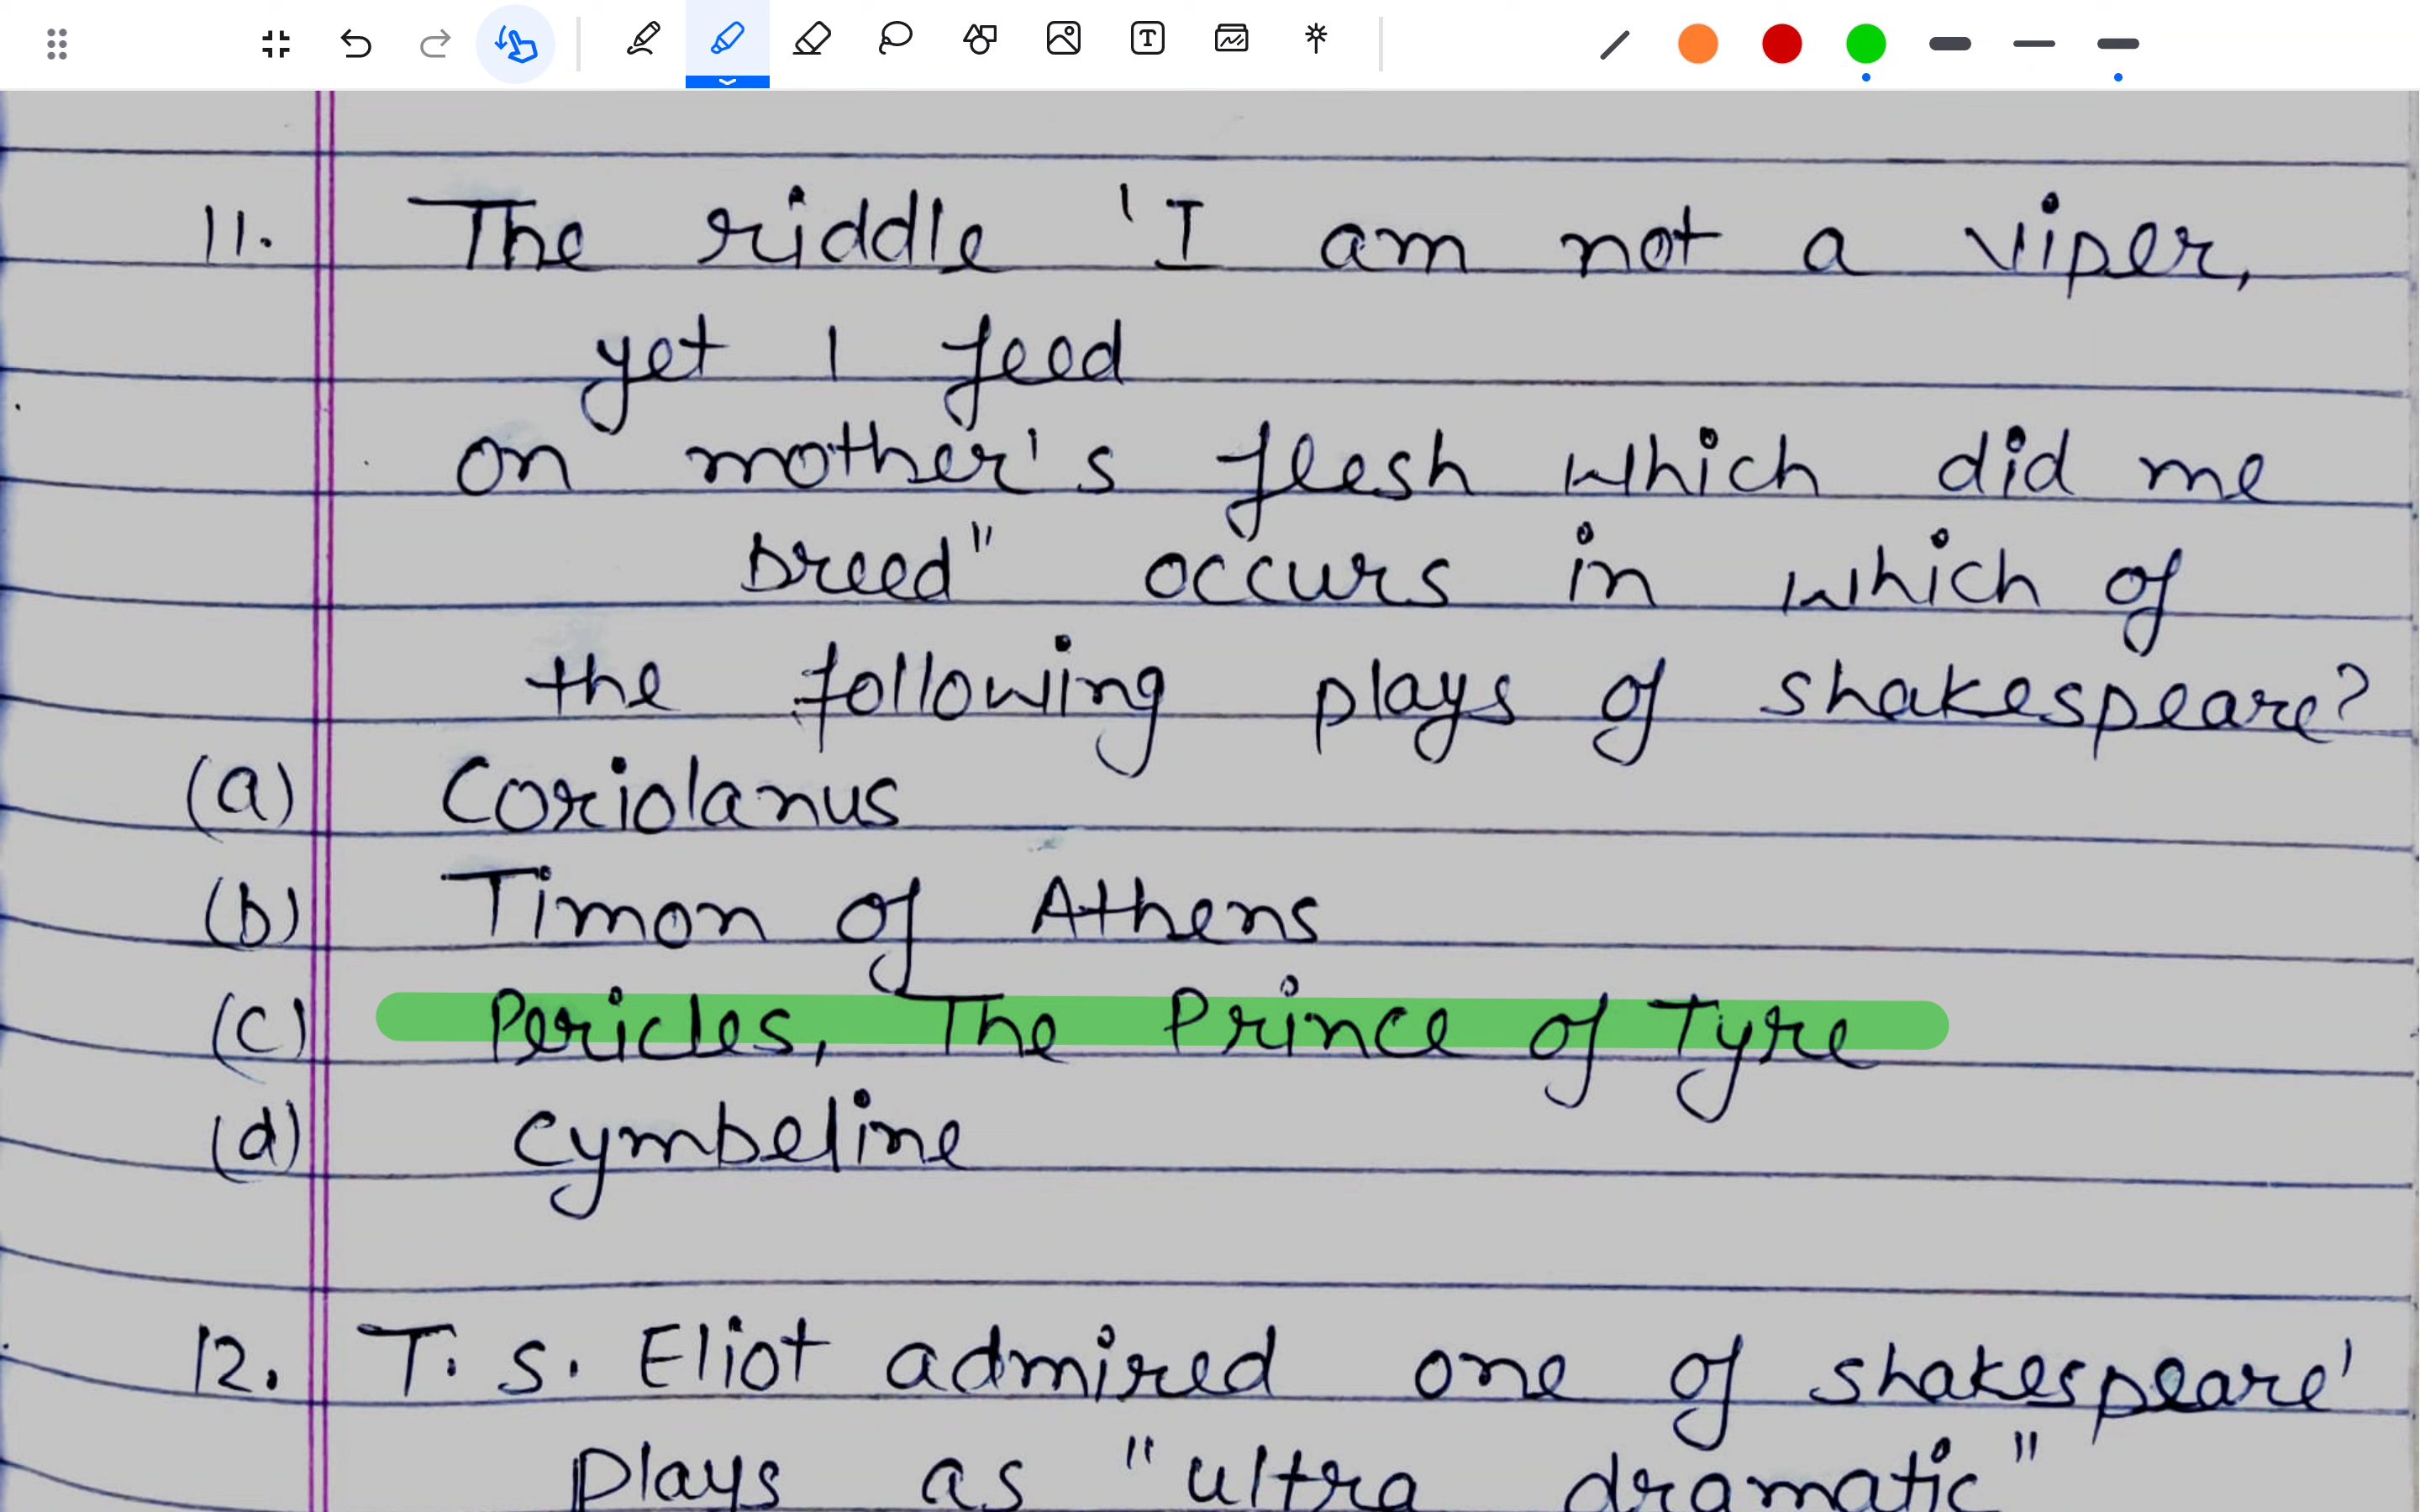 11. The riddle 'I am not a viper,
yet I feed
on mother's flesh which did me
breed" occurs in which of
the following plays of shakespeare?
(a) Coriolanus
(b) Timon of Athens
(c) Pericles, The Prince of Tyre
(d) Cymbeline
12. T. S. Eliot admired one of shakespeare'
plays as "ultra dramatic"